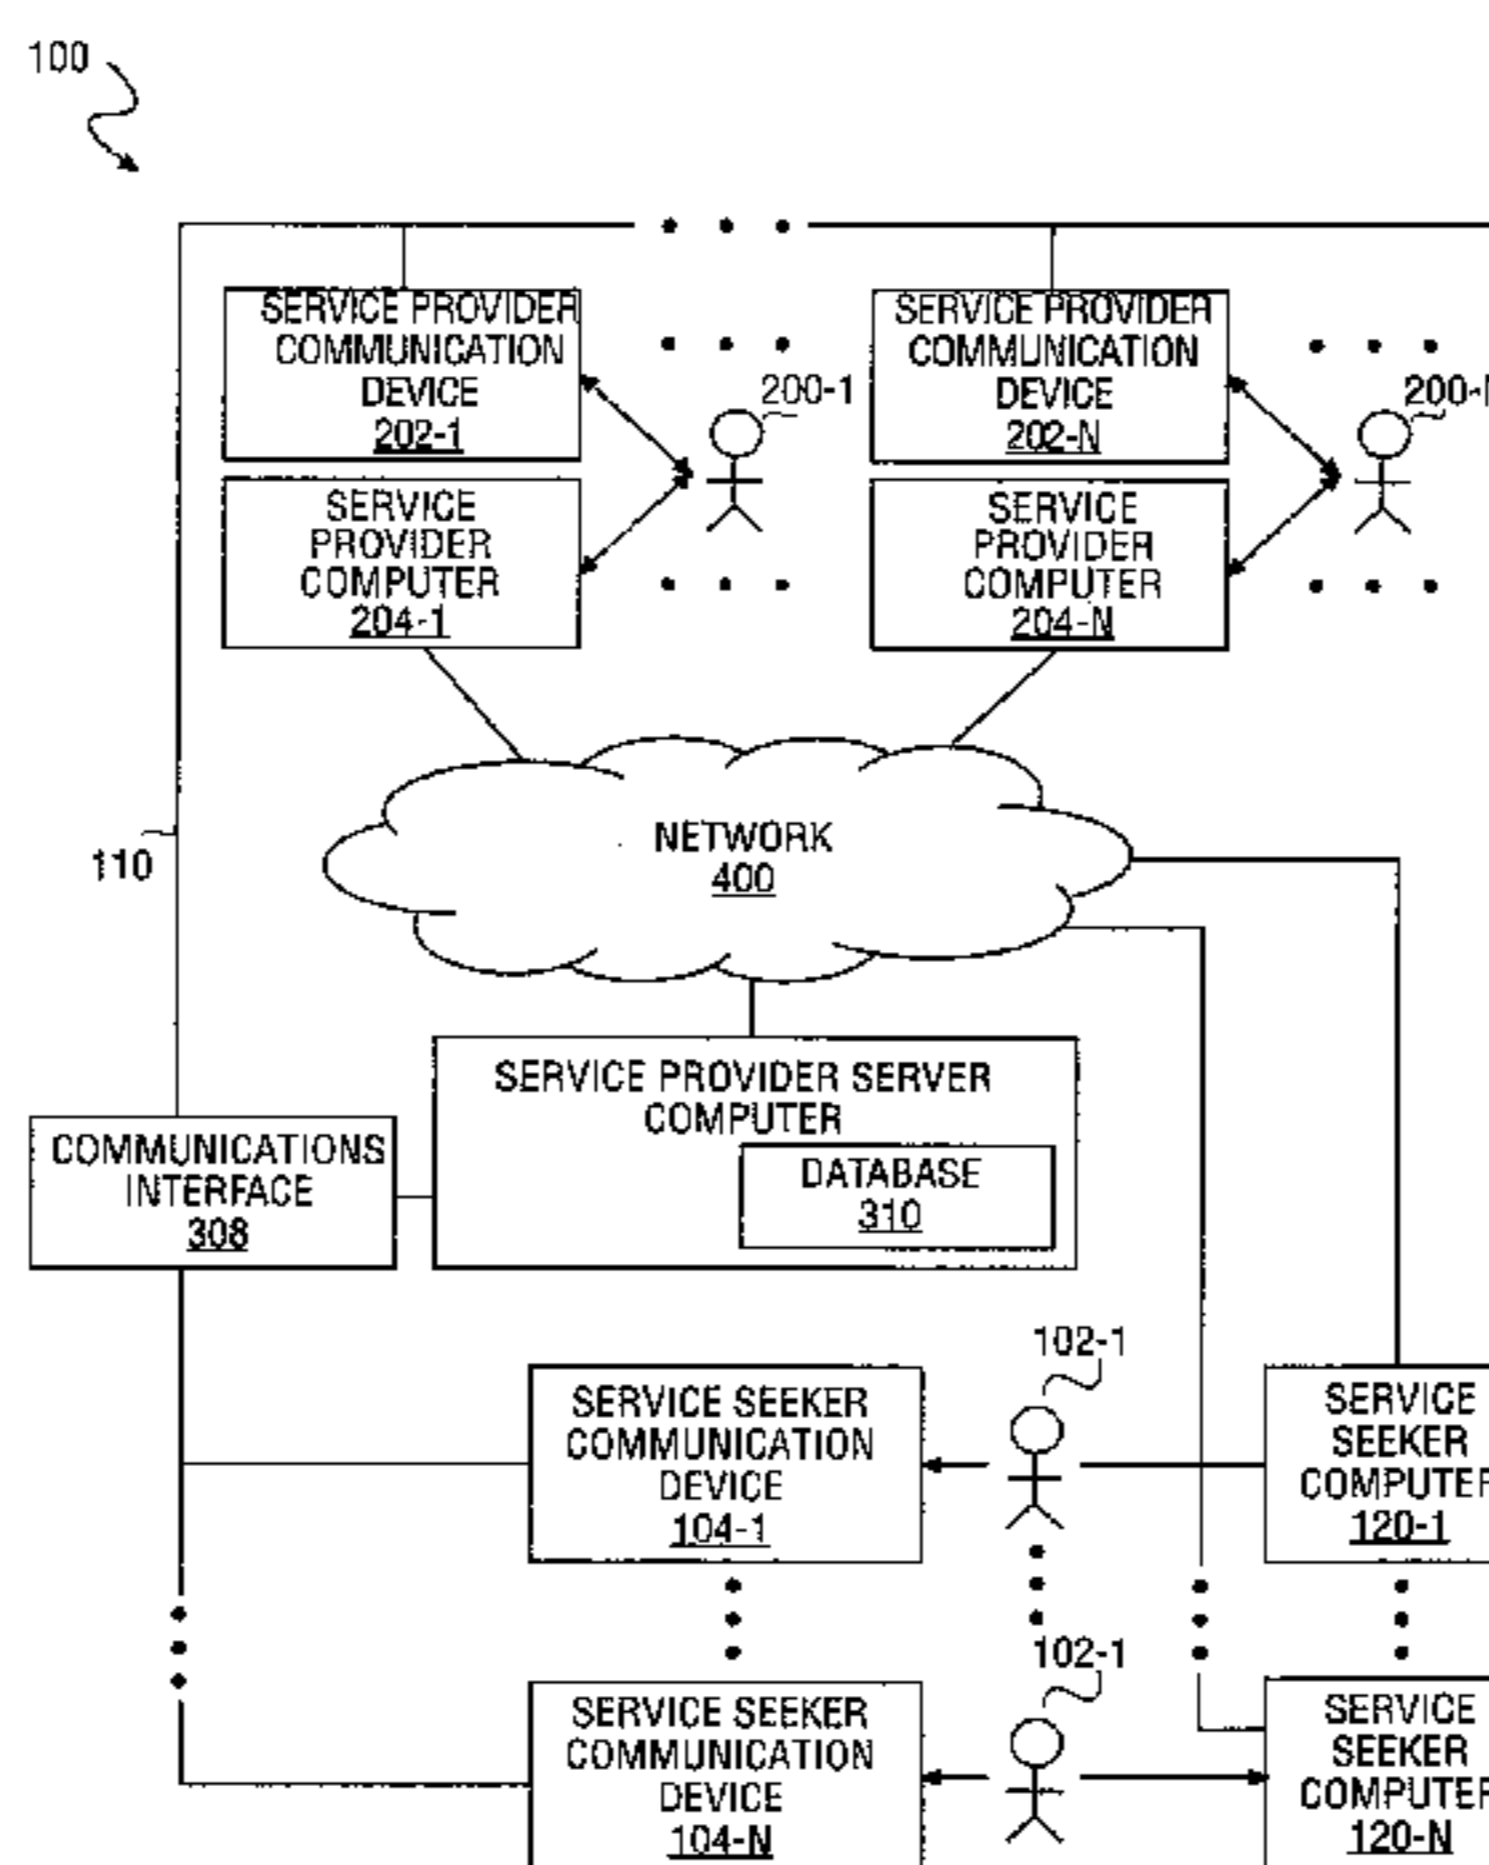 100
SERVICE PROVIDER
COMMUNICATION
DEVICE
202-1
200-1
SERVICE PROVIDER
COMMUNICATION
DEVICE
202-N
200-N
SERVICE
PROVIDER
COMPUTER
204-1
SERVICE
PROVIDER
COMPUTER
204-N
NETWORK
400
110
SERVICE PROVIDER SERVER
COMPUTER
DATABASE
310
COMMUNICATIONS
INTERFACE
308
102-1
SERVICE SEEKER
COMMUNICATION
DEVICE
104-1
SERVICE
SEEKER
COMPUTER
120-1
102-1
SERVICE SEEKER
COMMUNICATION
DEVICE
104-N
SERVICE
SEEKER
COMPUTER
120-N